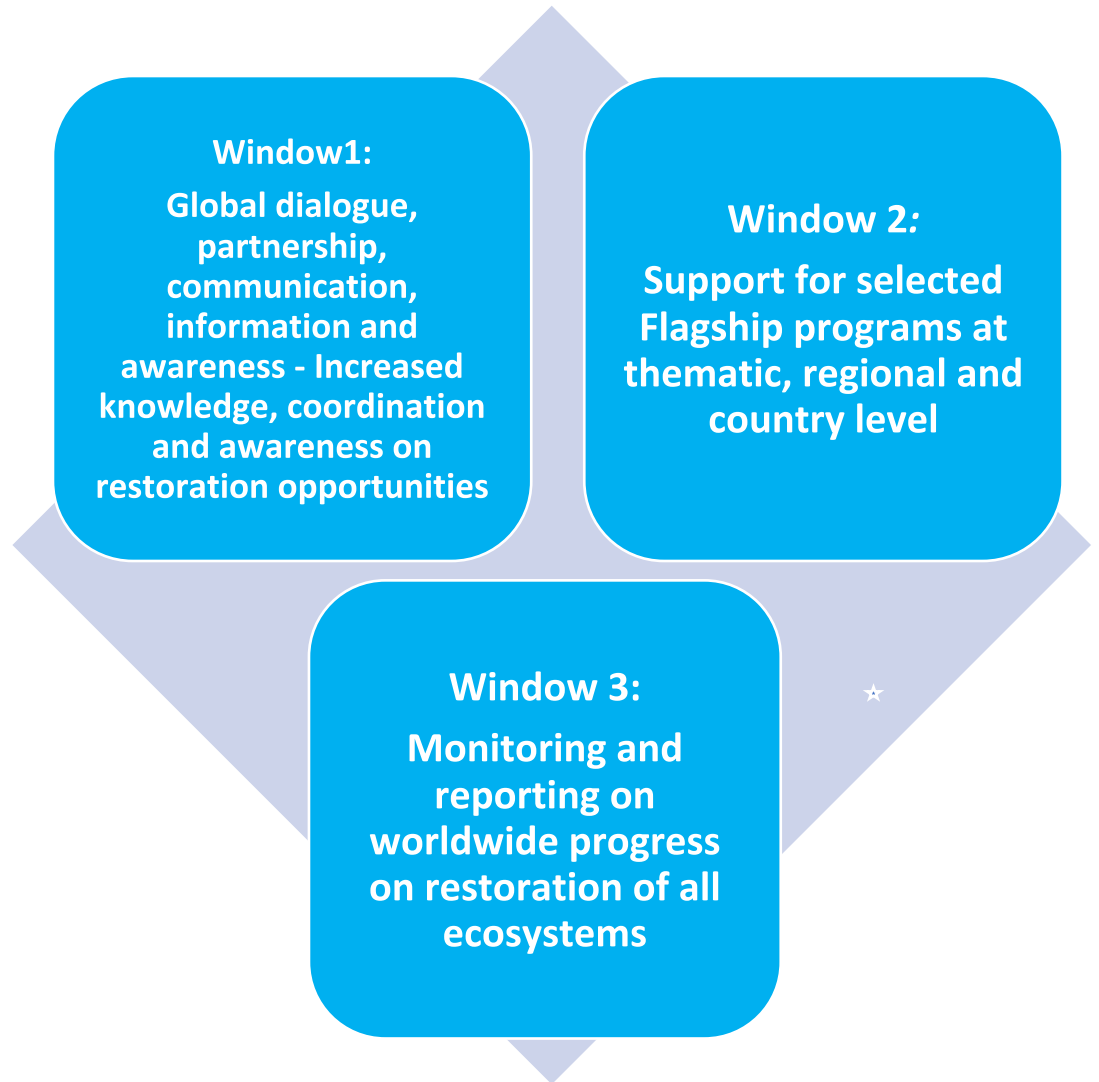 Window1:
Global dialogue,
partnership,
communication,
information and
awareness - Increased
knowledge, coordination
and awareness on
restoration opportunities
Window 2:
Support for selected
Flagship programs at
thematic, regional and
country level
Window 3:
Monitoring and
reporting on
worldwide progress
on restoration of all
ecosystems